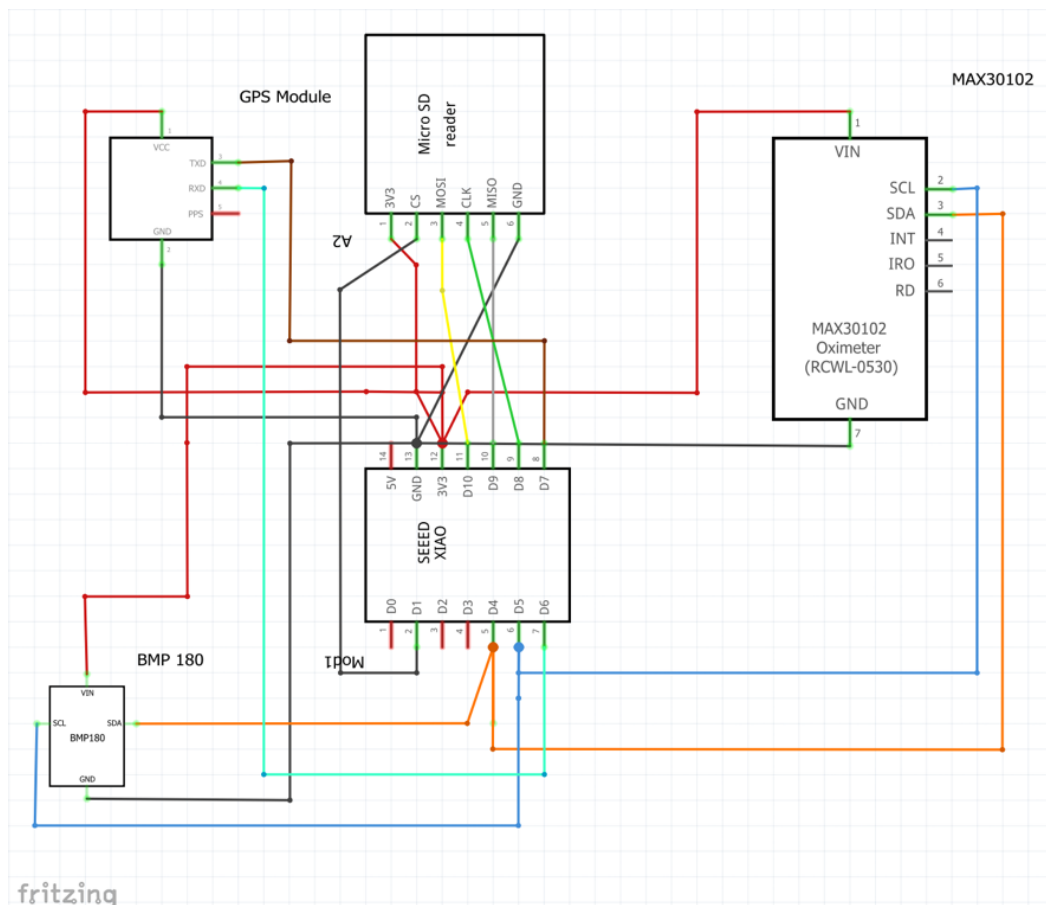 MAX30102
GPS Module
Micro SD
reader
1
VCC
TXD
3
RXD
4
PPS
5
GND
2
3V3
CS
MOSI
CLK
MISO
GND
1
2
3
4
5
6
A2
1
VIN
SCL
2
SDA
3
INT
4
IRO
5
RD
6
MAX30102
Oximeter
(RCWL-0530)
GND
7
14
13
12
11
10
9
8
5V
GND
3V3
D10
D9
D8
D7
SEEED
XIAO
D0
D1
D2
D3
D4
D5
D6
1
2
3
4
5
6
7
Mod1
BMP 180
VIN
SCL
SDA
BMP180
GND
fritzing